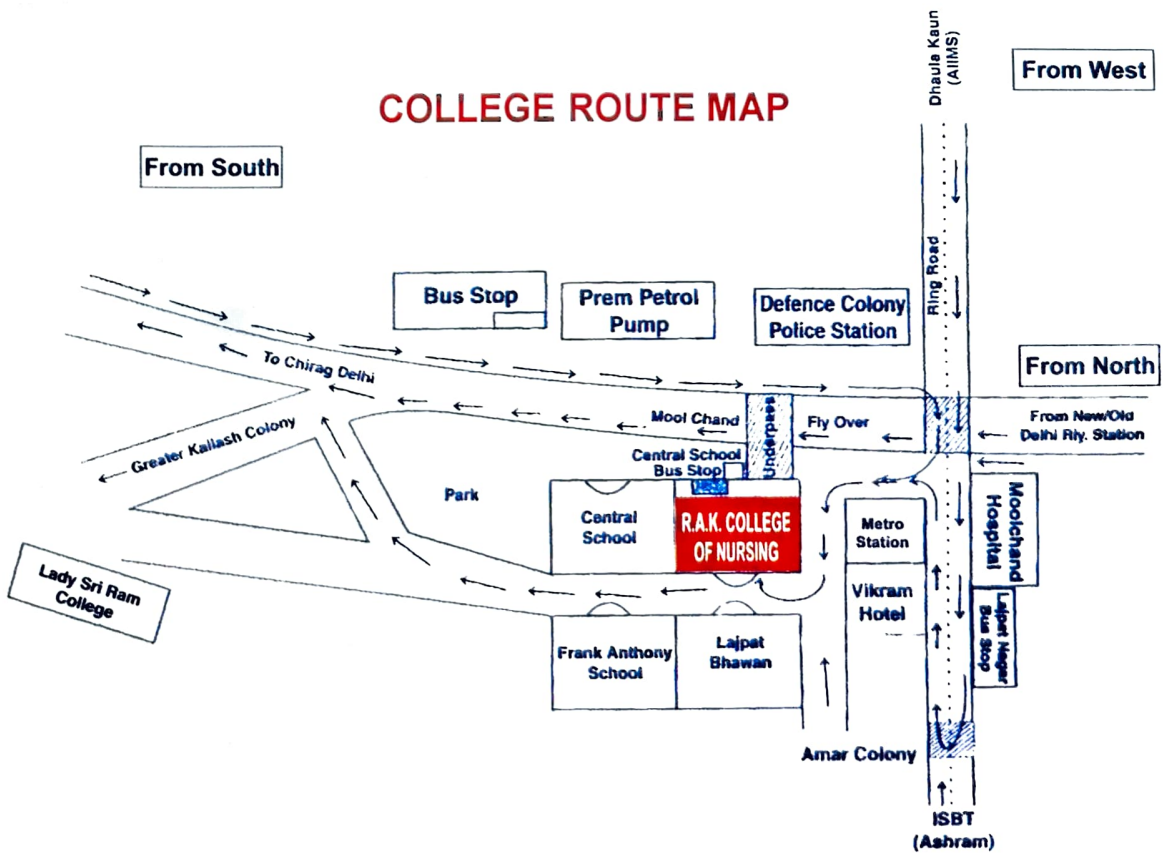 Dhaula Kaun
(AIIMS)
From West
COLLEGE ROUTE MAP
From South
Ring Road
Bus Stop
Prem Petrol
Pump
Defence Colony
Police Station
From North
To Chirag Delhi
Mool Chand
Underpass
Fly Over
From New/Old
Delhi Rly. Station
Greater Kailash Colony
Central School
Bus Stop
Park
Central
School
R.A.K. COLLEGE
OF NURSING
Metro
Station
Moolchand
Hospital
Lady Sri Ram
College
Vikram
Hotel
Lajpat Nagar
Bus Stop
Frank Anthony
School
Lajpat
Bhawan
Amar Colony
ISBT
(Ashram)